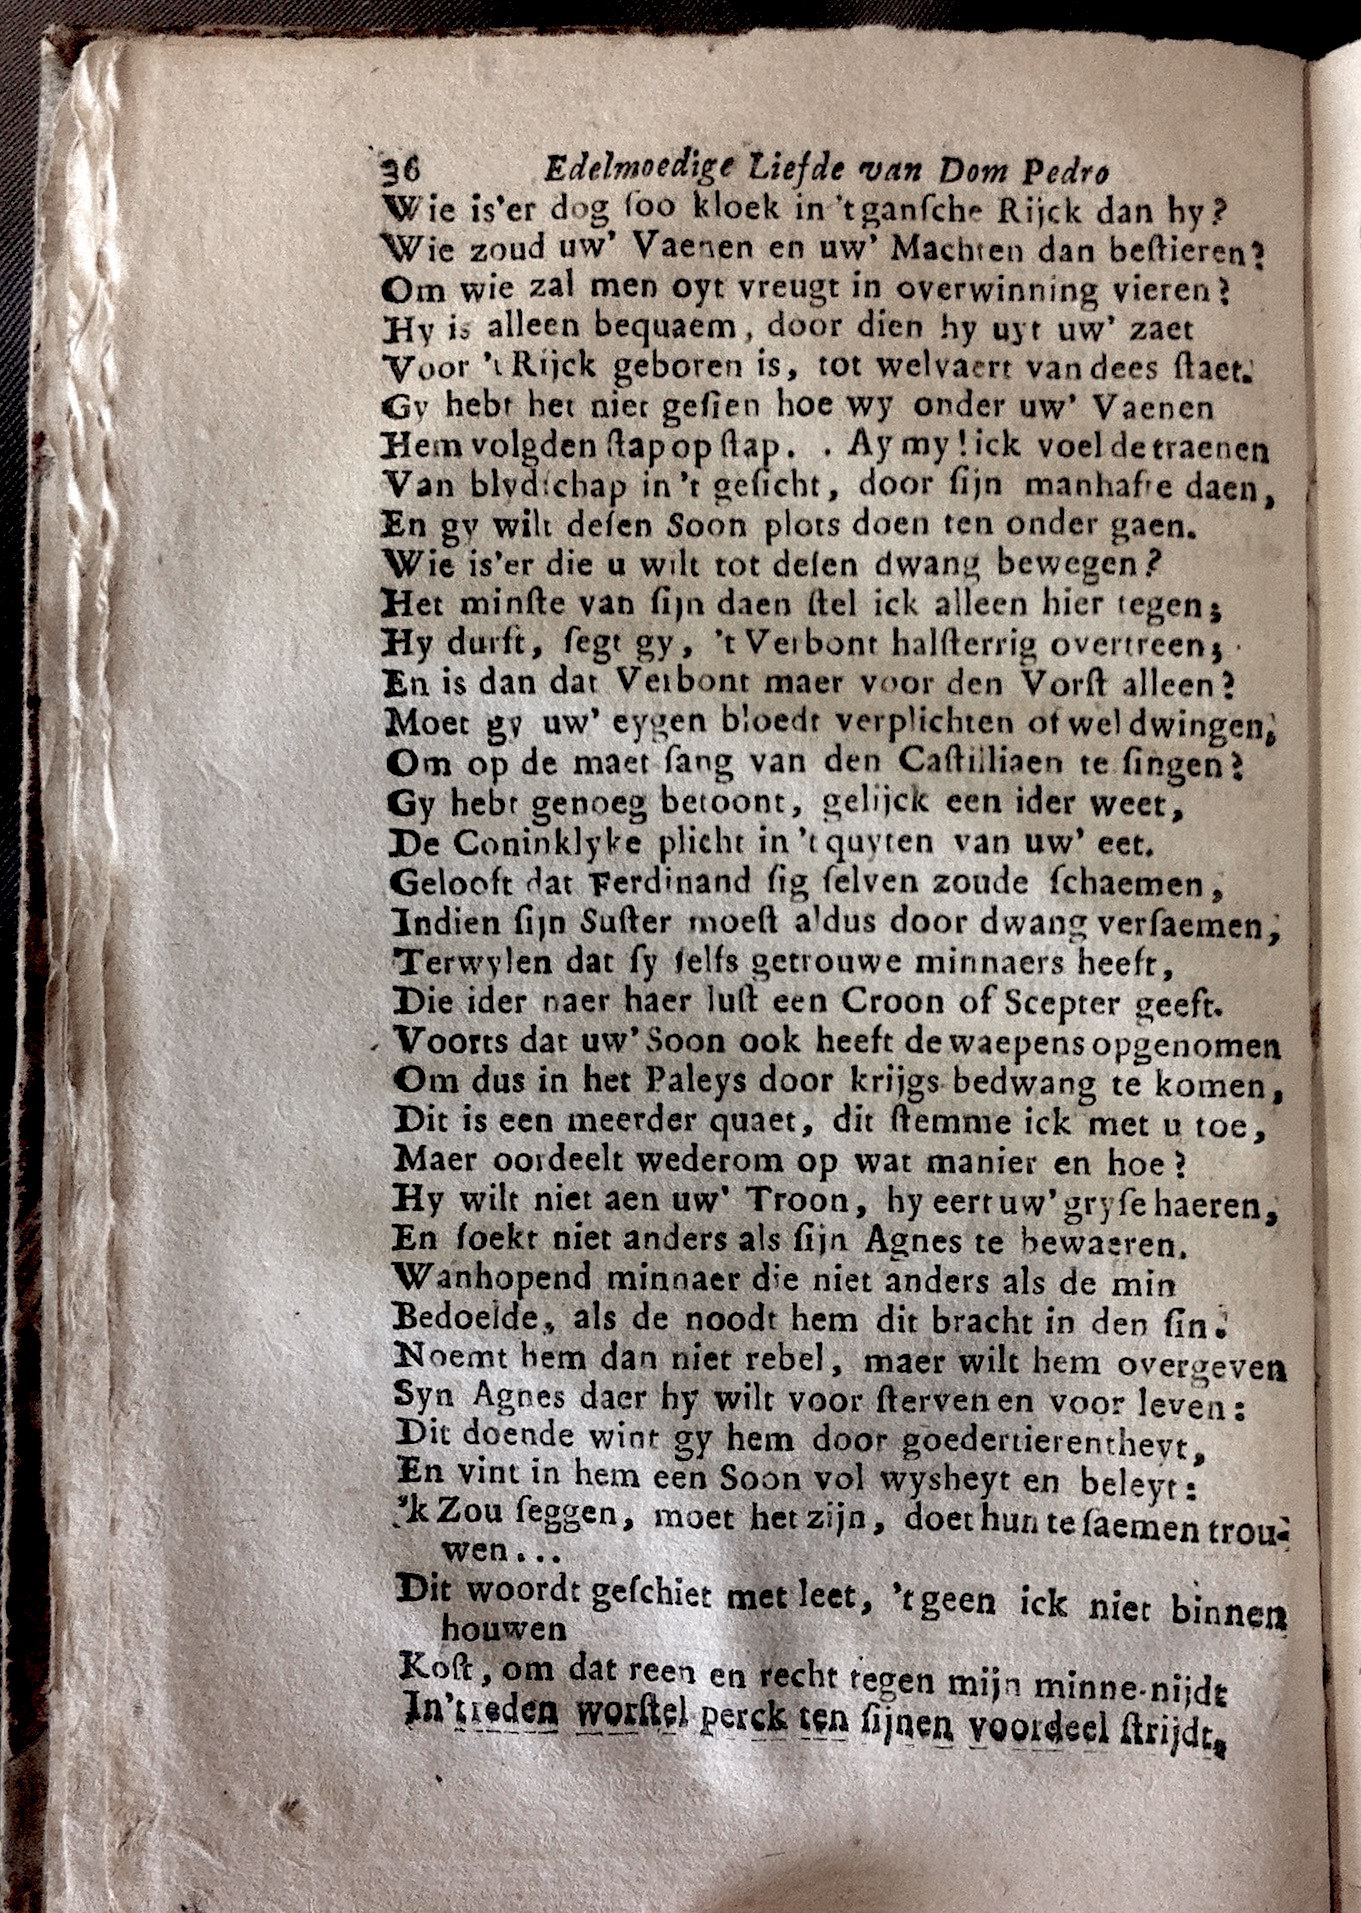 36 Edelmoedige Liefde van Dom Pedro
Wie is'er dog ſoo kloek in 't ganſche Rijck dan hy?
Wie zoud uw' Vaenen en uw' Machten dan beſtieren?
Om wie zal men oyt vreugt in overwinning vieren?
Hy is alleen bequaem, door dien hy uyt uw' zaet
Voor 't Rijck geboren is, tot welvaert van dees ſtaet.
Gy hebt het niet geſien hoe wy onder uw' Vaenen
Hem volgden ſtap op ſtap. . Ay my! ick voel de traenen
Van blydſchap in 't geſicht, door ſijn manhafte daen,
En gy wilt deſen Soon plots doen ten onder gaen.
Wie is'er die u wilt tot deſen dwang bewegen?
Het minſte van ſijn daen ſtel ick alleen hier tegen;
Hy durft, ſegt gy, 't Verbont halſterrig overtreen;
En is dan dat Verbont maer voor den Vorſt alleen?
Moet gy uw' eygen bloedt verplichten of wel dwingen,
Om op de maet ſang van den Caſtilliaen te ſingen?
Gy hebt genoeg betoont, gelijck een ider weet,
De Coninklyke plicht in 't quyten van uw' eet.
Gelooft dat Ferdinand ſig ſelven zoude ſchaemen,
Indien ſijn Suſter moeſt aldus door dwang verſaemen,
Terwylen dat ſy ſelfs getrouwe minnaers heeft,
Die ider naer haer luſt een Croon of Scepter geeft.
Voorts dat uw' Soon ook heeft de waepens opgenomen
Om dus in het Paleys door krijgs bedwang te komen,
Dit is een meerder quaet, dit ſtemme ick met u toe,
Maer oordeelt wederom op wat manier en hoe?
Hy wilt niet aen uw' Troon, hy eert uw' gryſe haeren,
En ſoekt niet anders als ſijn Agnes te bewaeren.
Wanhopend minnaer die niet anders als de min
Bedoelde, als de noodt hem dit bracht in den ſin.
Noemt hem dan niet rebel, maer wilt hem overgeven
Syn Agnes daer hy wilt voor ſterven en voor leven:
Dit doende wint gy hem door goedertierentheyt,
En vint in hem een Soon vol wysheyt en beleyt:
'k Zou ſeggen, moet het zijn, doet hun te ſaemen trou-
wen...
Dit woordt geſchiet met leet, 't geen ick niet binnen
houwen
Koſt, om dat reen en recht tegen mijn minne-nijdt
In 't reden worſtel perck ten ſijnen voordeel ſtrijdt,